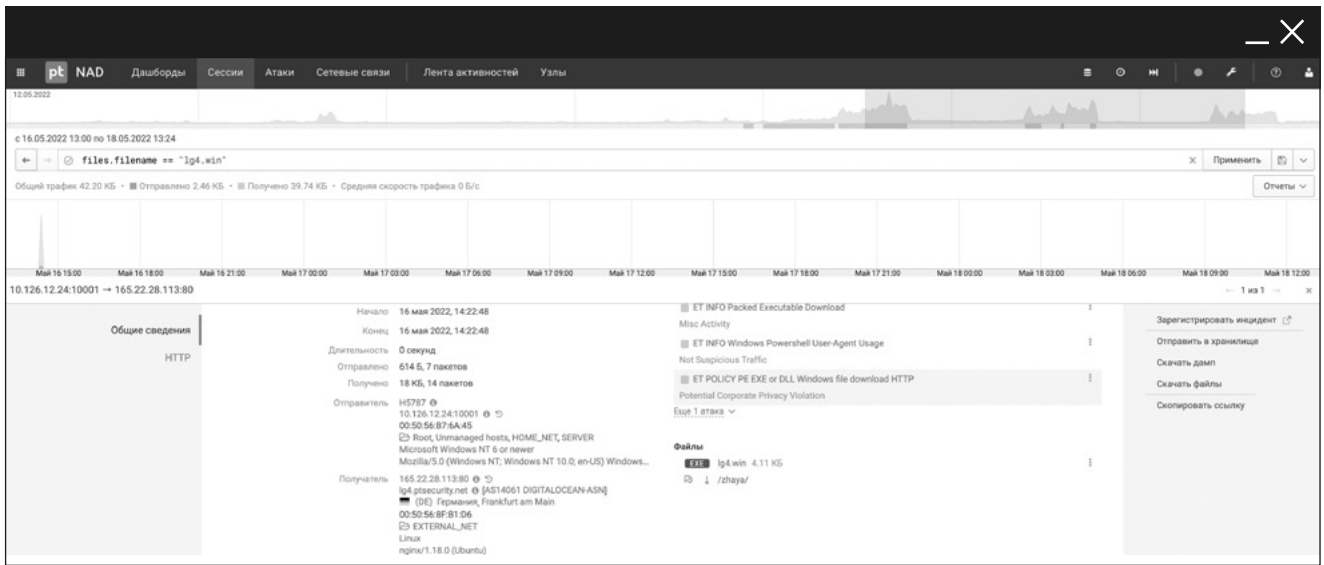 pt NAD Дашборды Сессии Атаки Сетевые связи Лента активностей Узлы
12.05.2022
с 16.05.2022 13:00 по 18.05.2022 13:24
files.filename == "lg4.win" Применить
Общий трафик 42.20 КБ • Отправлено 2.46 КБ • Получено 39.74 КБ • Средняя скорость трафика 0 Б/с Отчеты
Май 16 15:00 Май 16 18:00 Май 16 21:00 Май 17 00:00 Май 17 03:00 Май 17 06:00 Май 17 09:00 Май 17 12:00 Май 17 15:00 Май 17 18:00 Май 17 21:00 Май 18 00:00 Май 18 03:00 Май 18 06:00 Май 18 09:00 Май 18 12:00
10.126.12.24:10001 → 165.22.28.113:80 ← 1 из 1 →
Общие сведения
HTTP
Начало 16 мая 2022, 14:22:48
Конец 16 мая 2022, 14:22:48
Длительность 0 секунд
Отправлено 614 Б, 7 пакетов
Получено 18 КБ, 14 пакетов
Отправитель H5787
10.126.12.24:10001
00:50:56:B7:6A:45
Root, Unmanaged hosts, HOME_NET, SERVER
Microsoft Windows NT 6 or newer
Mozilla/5.0 (Windows NT; Windows NT 10.0; en-US) Windows...
Получатель 165.22.28.113:80
lg4.ptsecurity.net [AS14061 DIGITALOCEAN-ASN]
(DE) Германия, Frankfurt am Main
00:50:56:8F:B1:D6
EXTERNAL_NET
Linux
nginx/1.18.0 (Ubuntu)
ET INFO Packed Executable Download
Misc Activity
ET INFO Windows Powershell User-Agent Usage
Not Suspicious Traffic
ET POLICY PE EXE or DLL Windows file download HTTP
Potential Corporate Privacy Violation
Еще 1 атака
Файлы
EXE lg4.win 4.11 КБ
/zhaya/
Зарегистрировать инцидент
Отправить в хранилище
Скачать дамп
Скачать файлы
Скопировать ссылку